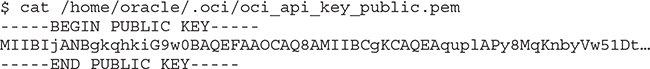 $ cat /home/oracle/.oci/oci_api_key_public.pem
-----BEGIN PUBLIC KEY-----
MIIBIjANBgkqhkiG9w0BAQEFAAOCAQ8AMIIBCgKCAQEAquplAPy8MqKnbyVw51Dt…
-----END PUBLIC KEY-----